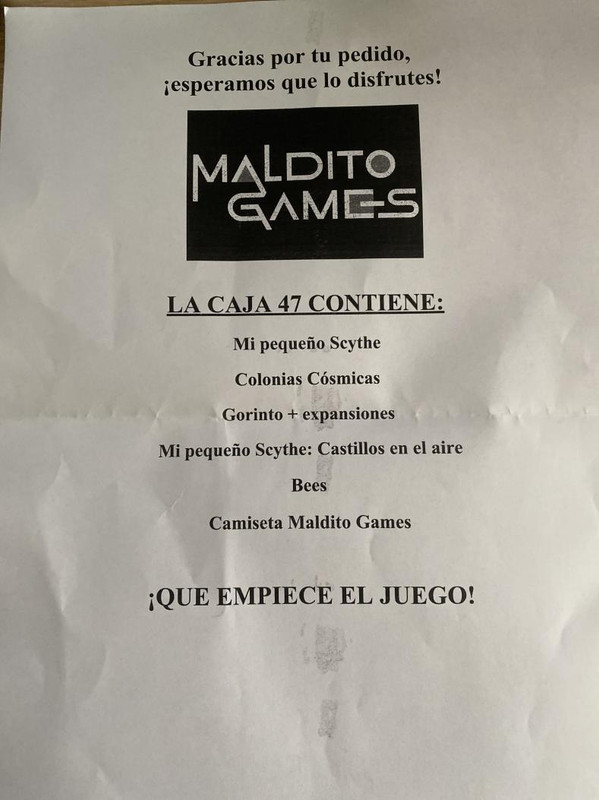 Gracias por tu pedido,
¡esperamos que lo disfrutes!
MALDITO
GAMES
LA CAJA 47 CONTIENE:
Mi pequeño Scythe
Colonias Cósmicas
Gorinto + expansiones
Mi pequeño Scythe: Castillos en el aire
Bees
Camiseta Maldito Games
¡QUE EMPIECE EL JUEGO!